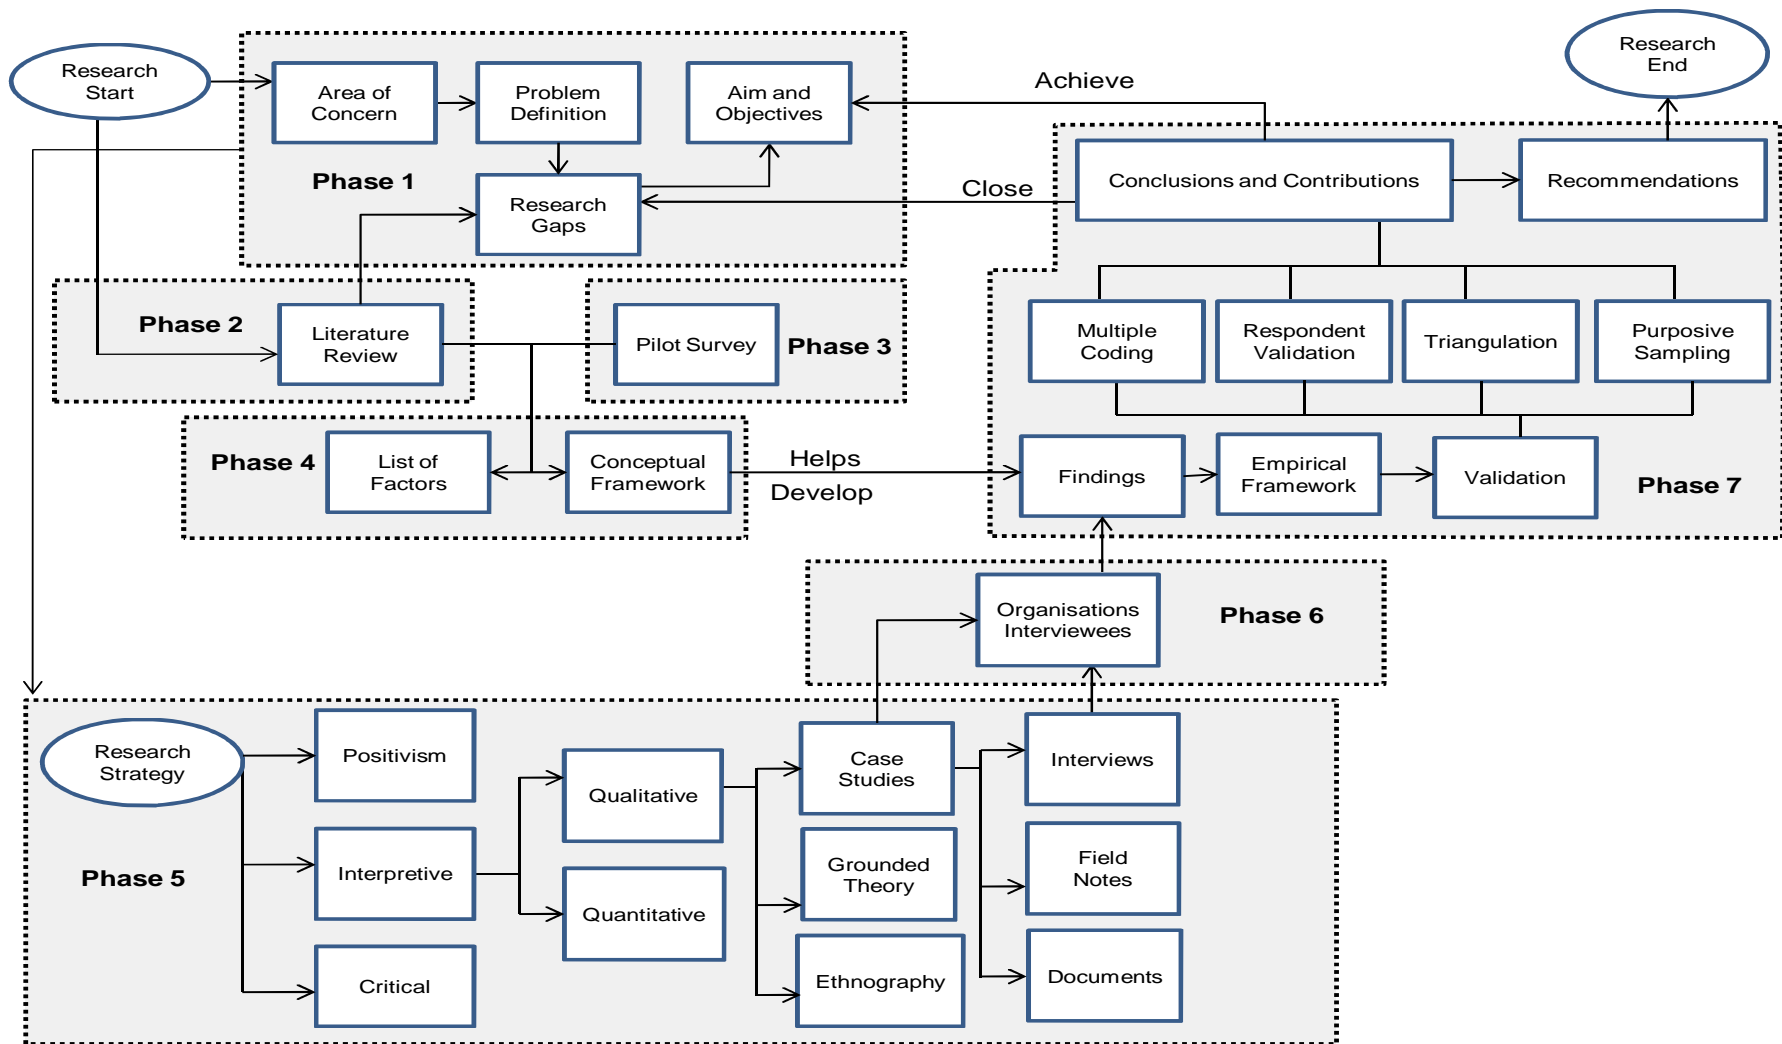 Research
Start
Area of
Concern
Problem
Definition
Aim and
Objectives
Achieve
Research
End
Phase 1
Research
Gaps
Close
Conclusions and Contributions
Recommendations
Phase 2
Literature
Review
Pilot Survey
Phase 3
Multiple
Coding
Respondent
Validation
Triangulation
Purposive
Sampling
Phase 4
List of
Factors
Conceptual
Framework
Helps
Develop
Findings
Empirical
Framework
Validation
Phase 7
Organisations
Interviewees
Phase 6
Research
Strategy
Positivism
Qualitative
Case
Studies
Interviews
Phase 5
Interpretive
Quantitative
Grounded
Theory
Field
Notes
Critical
Ethnography
Documents